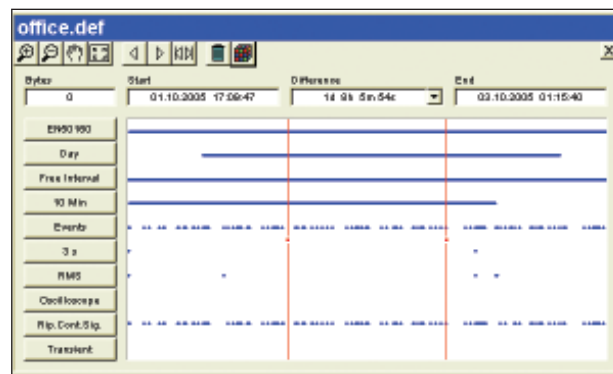 office.def
Bytes Start Difference End
0 01.10.2005 17:09:47 1d 8h 5m 54s 03.10.2005 01:15:40
EN50160
Day
Free Interval
10 Min
Events
3 s
RMS
Oscilloscope
Rip.Cont.Sig.
Transient